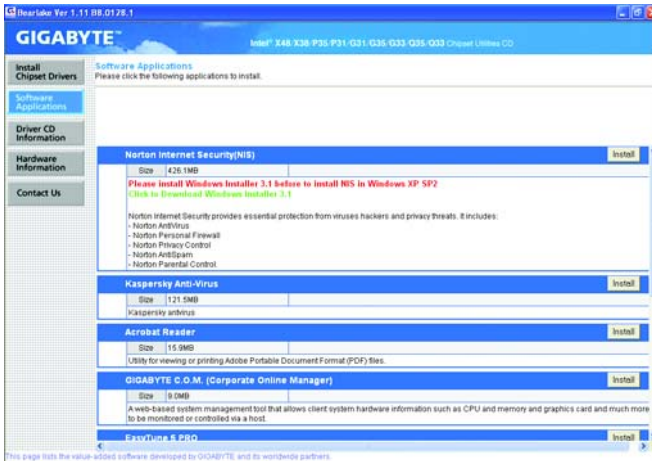 Bearlake Ver 1.11 B8.0128.1
GIGABYTE™
Intel® X48/X38/P35/P31/G31/G35/G33/Q35/Q33 Chipset Utilities CD
Install
Chipset Drivers
Software
Applications
Driver CD
Information
Hardware
Information
Contact Us
Software Applications
Please click the following applications to install.
Norton Internet Security(NIS)
Install
Size 426.1MB
Please install Windows Installer 3.1 before to install NIS in Windows XP SP2
Click to Download Windows Installer 3.1
Norton Internet Security provides essential protection from viruses hackers and privacy threats. It includes:
- Norton AntiVirus
- Norton Personal Firewall
- Norton Privacy Control
- Norton AntiSpam
- Norton Parental Control.
Kaspersky Anti-Virus
Install
Size 121.5MB
Kaspersky antivirus
Acrobat Reader
Install
Size 15.9MB
Utility for viewing or printing Adobe Portable Document Format (PDF) files.
GIGABYTE C.O.M. (Corporate Online Manager)
Install
Size 9.0MB
A web-based system management tool that allows client system hardware information such as CPU and memory and graphics card and much more
to be monitored or controlled via a host.
EasyTune 5 PRO
Install
This page lists the value-added software developed by GIGABYTE and its worldwide partners.